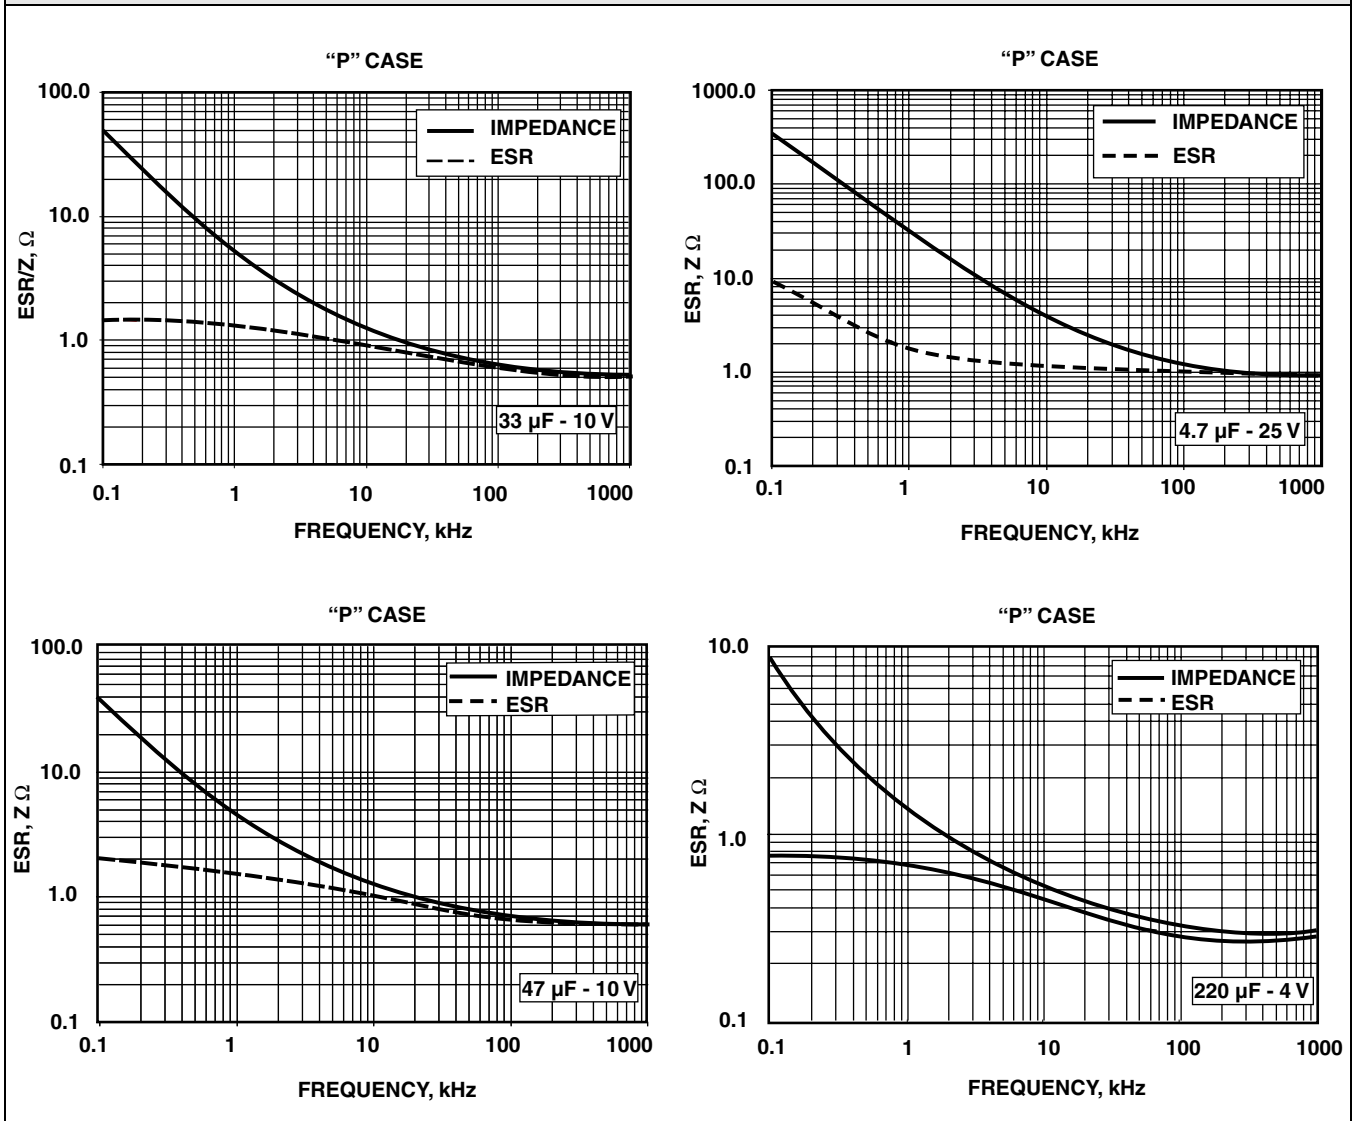 “P” CASE
100.0
10.0
1.0
0.1
ESR/Z, Ω
IMPEDANCE
ESR
33 µF - 10 V
0.1
1
10
100
1000
FREQUENCY, kHz
“P” CASE
1000.0
100.0
10.0
1.0
0.1
ESR, Z Ω
IMPEDANCE
ESR
4.7 µF - 25 V
0.1
1
10
100
1000
FREQUENCY, kHz
“P” CASE
100.0
10.0
1.0
0.1
ESR, Z Ω
IMPEDANCE
ESR
47 µF - 10 V
0.1
1
10
100
1000
FREQUENCY, kHz
“P” CASE
10.0
1.0
0.1
ESR, Z Ω
IMPEDANCE
ESR
220 µF - 4 V
0.1
1
10
100
1000
FREQUENCY, kHz